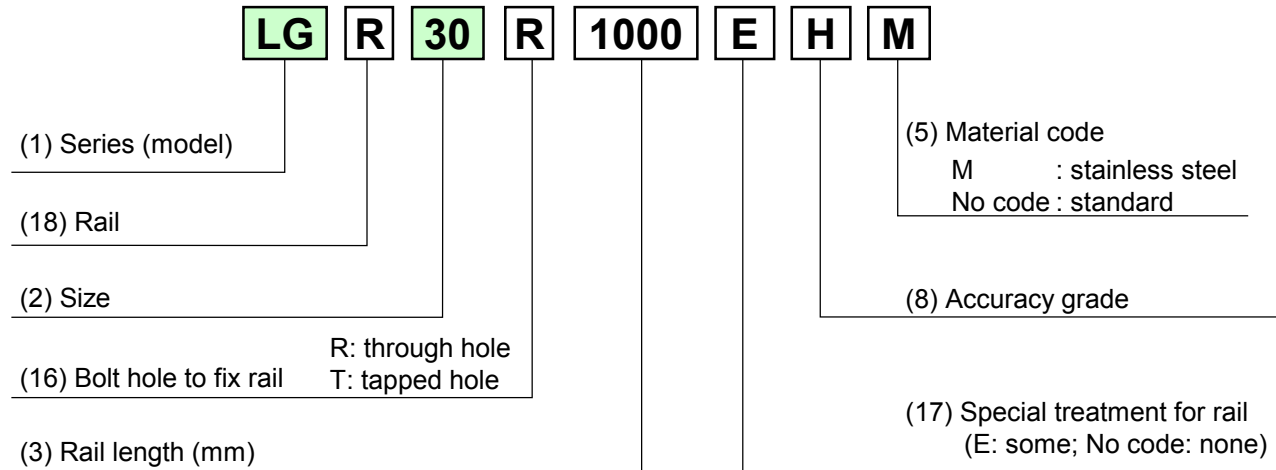 LG R 30 R 1000 E H M
(1) Series (model)
(18) Rail
(2) Size
(16) Bolt hole to fix rail
R: through hole
T: tapped hole
(3) Rail length (mm)
(5) Material code
M : stainless steel
No code : standard
(8) Accuracy grade
(17) Special treatment for rail
(E: some; No code: none)